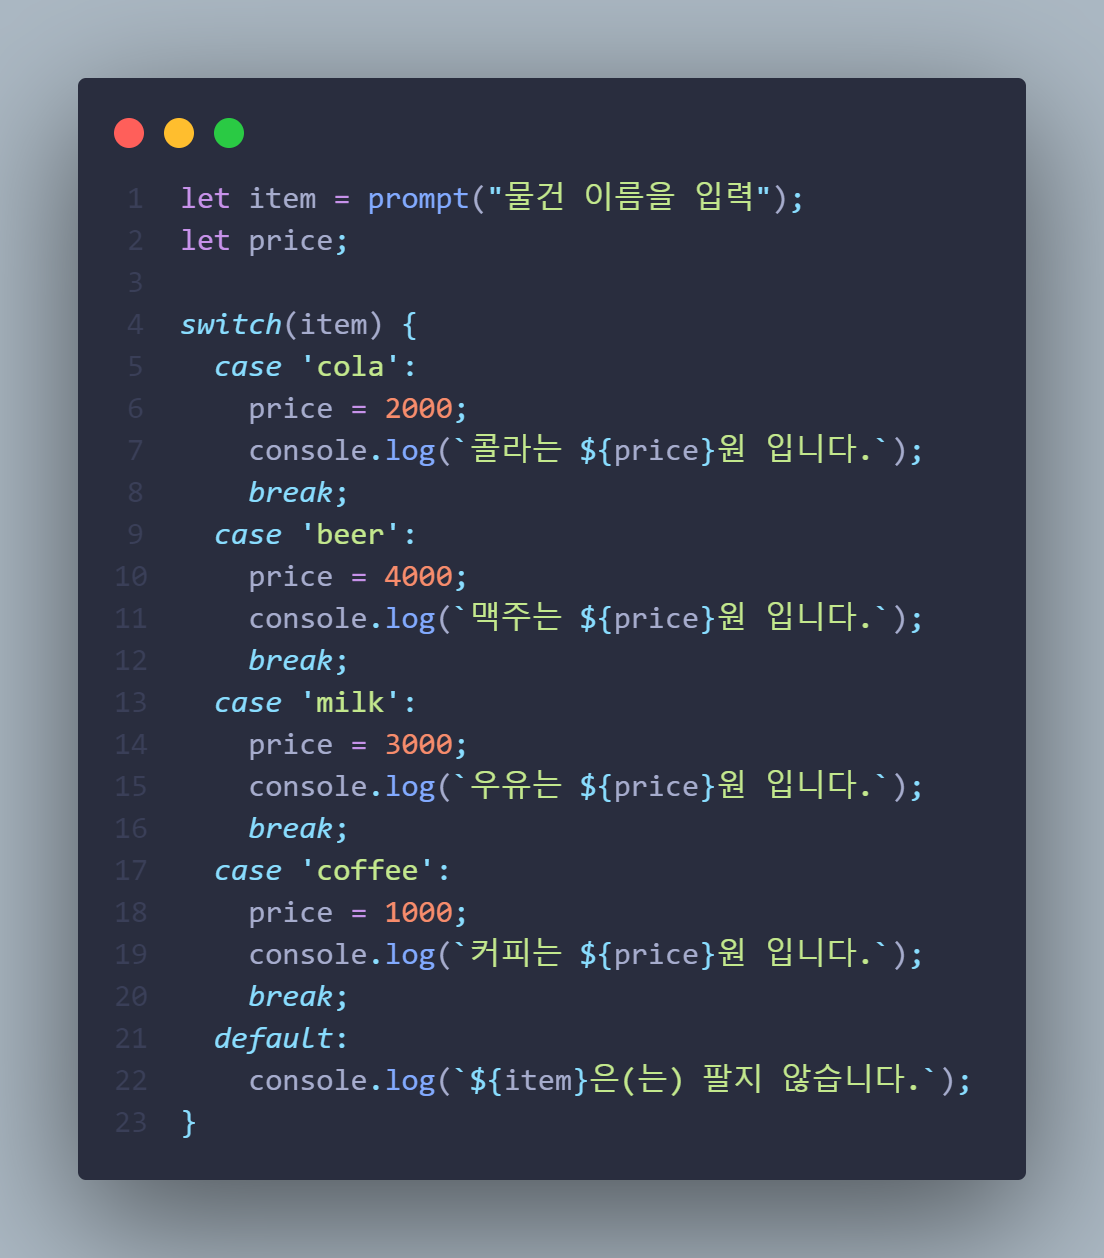 1 let item = prompt("물건 이름을 입력");
2 let price;
3
4 switch(item) {
5   case 'cola':
6     price = 2000;
7     console.log(`콜라는 ${price}원 입니다.`);
8     break;
9   case 'beer':
10     price = 4000;
11     console.log(`맥주는 ${price}원 입니다.`);
12     break;
13   case 'milk':
14     price = 3000;
15     console.log(`우유는 ${price}원 입니다.`);
16     break;
17   case 'coffee':
18     price = 1000;
19     console.log(`커피는 ${price}원 입니다.`);
20     break;
21   default:
22     console.log(`${item}은(는) 팔지 않습니다.`);
23 }